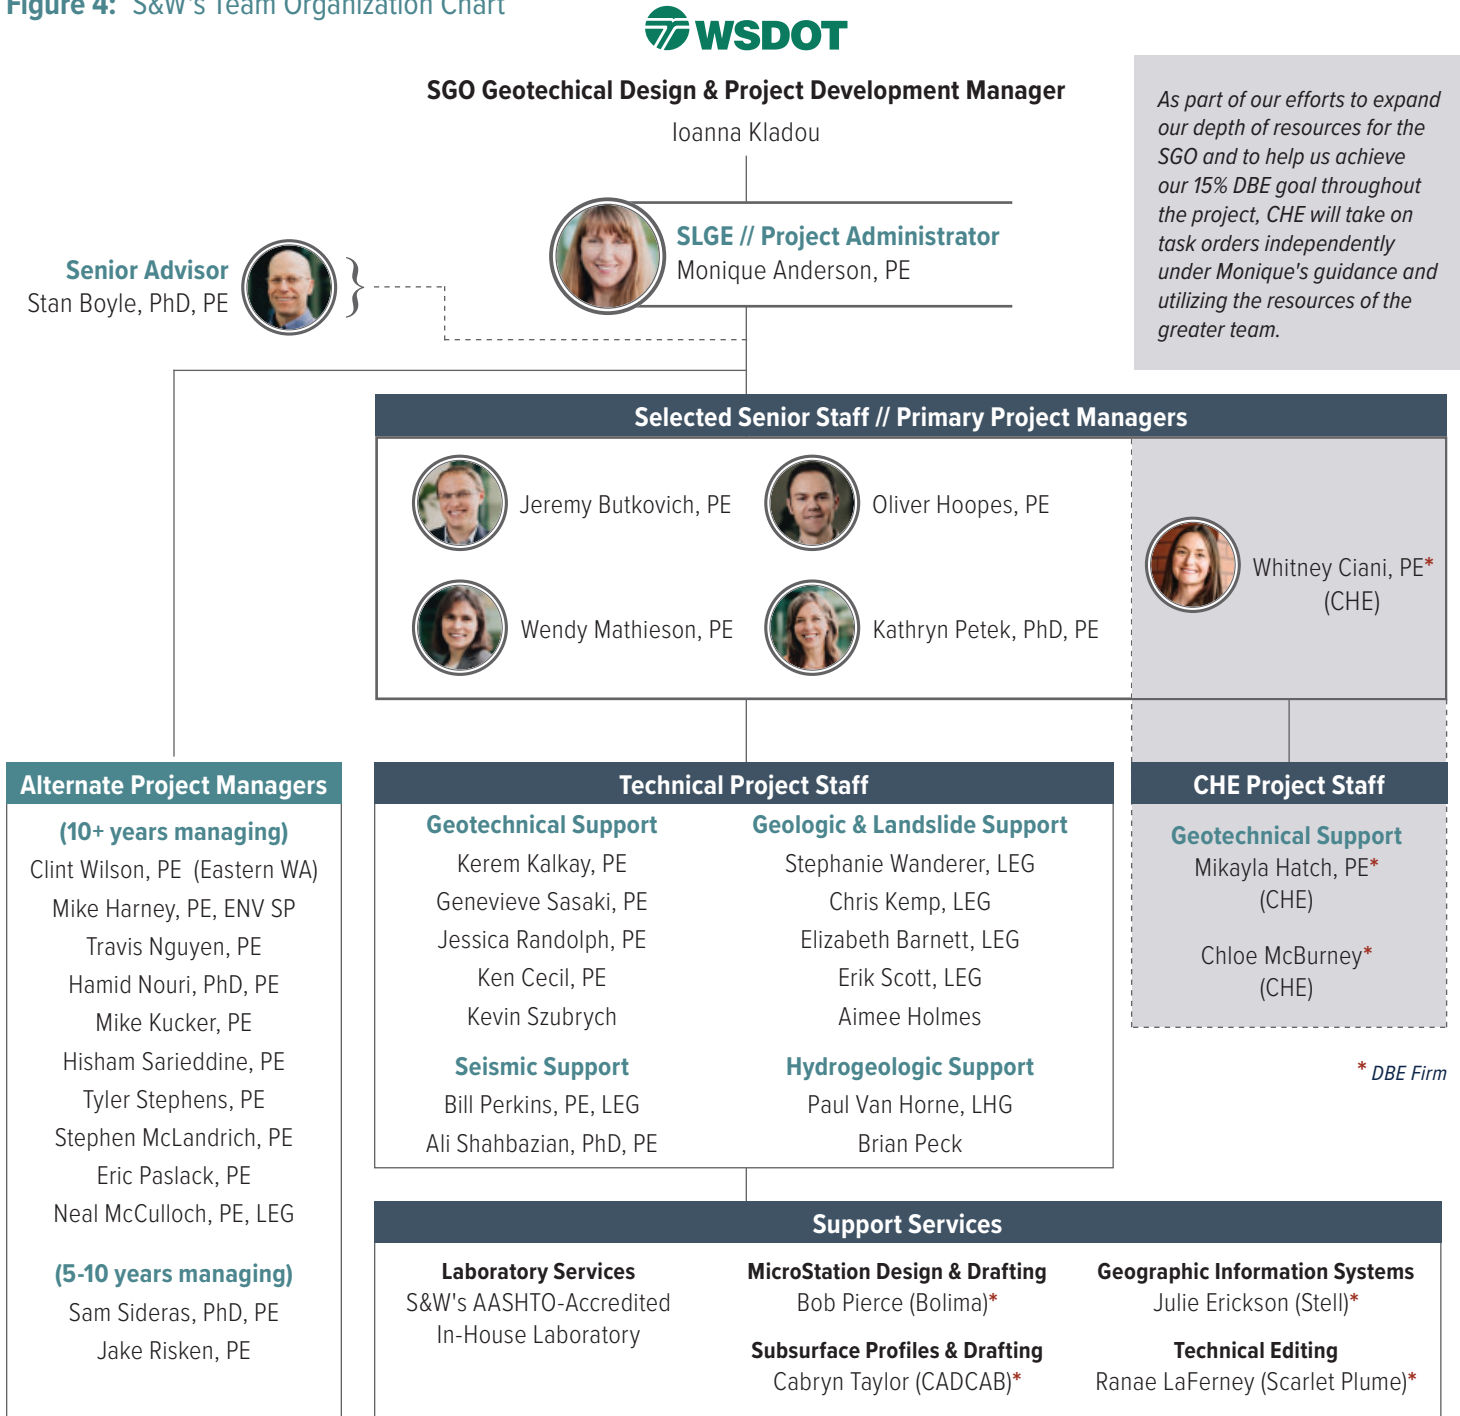 Figure 4: S&W's Team Organization Chart
WSDOT
SGO Geotechical Design & Project Development Manager
Ioanna Kladou
As part of our efforts to expand
our depth of resources for the
SGO and to help us achieve
our 15% DBE goal throughout
the project, CHE will take on
task orders independently
under Monique's guidance and
utilizing the resources of the
greater team.
SLGE // Project Administrator
Monique Anderson, PE
Senior Advisor
Stan Boyle, PhD, PE
Selected Senior Staff // Primary Project Managers
Jeremy Butkovich, PE
Oliver Hoopes, PE
Wendy Mathieson, PE
Kathryn Petek, PhD, PE
Whitney Ciani, PE*
(CHE)
Alternate Project Managers
(10+ years managing)
Clint Wilson, PE (Eastern WA)
Mike Harney, PE, ENV SP
Travis Nguyen, PE
Hamid Nouri, PhD, PE
Mike Kucker, PE
Hisham Sarieddine, PE
Tyler Stephens, PE
Stephen McLandrich, PE
Eric Paslack, PE
Neal McCulloch, PE, LEG
(5-10 years managing)
Sam Sideras, PhD, PE
Jake Risken, PE
Technical Project Staff
Geotechnical Support
Kerem Kalkay, PE
Genevieve Sasaki, PE
Jessica Randolph, PE
Ken Cecil, PE
Kevin Szubrych
Seismic Support
Bill Perkins, PE, LEG
Ali Shahbazian, PhD, PE
Geologic & Landslide Support
Stephanie Wanderer, LEG
Chris Kemp, LEG
Elizabeth Barnett, LEG
Erik Scott, LEG
Aimee Holmes
Hydrogeologic Support
Paul Van Horne, LHG
Brian Peck
CHE Project Staff
Geotechnical Support
Mikayla Hatch, PE*
(CHE)
Chloe McBurney*
(CHE)
* DBE Firm
Support Services
Laboratory Services
S&W's AASHTO-Accredited
In-House Laboratory
MicroStation Design & Drafting
Bob Pierce (Bolima)*
Subsurface Profiles & Drafting
Cabryn Taylor (CADCAB)*
Geographic Information Systems
Julie Erickson (Stell)*
Technical Editing
Ranae LaFerney (Scarlet Plume)*